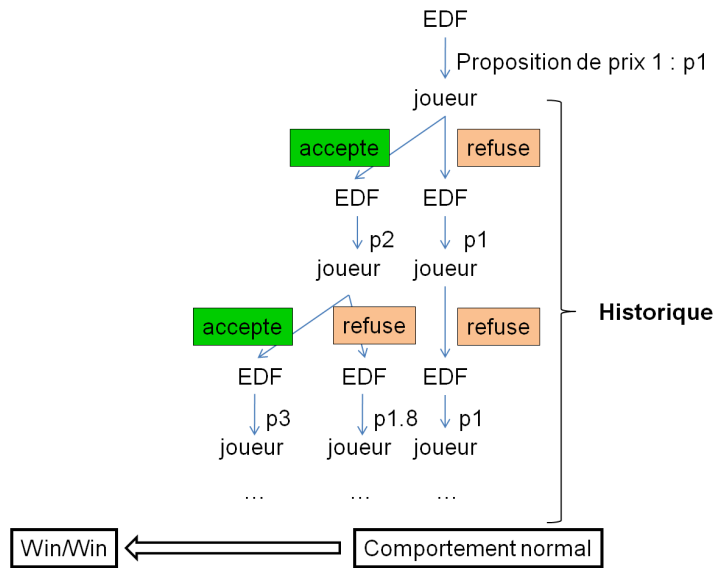 EDF
Proposition de prix 1 : p1
joueur
accepte
refuse
EDF
EDF
p2
p1
joueur
joueur
accepte
refuse
refuse
Historique
EDF
EDF
EDF
p3
p1.8
p1
joueur
joueur
joueur
...
...
...
Win/Win
Comportement normal